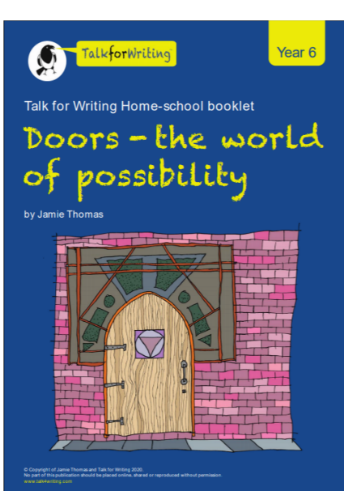 TalkforWriting
Year 6
Talk for Writing Home-school booklet
Doors – the world
of possibility
by Jamie Thomas
© Copyright of Jamie Thomas and Talk for Writing 2020.
No part of this publication should be placed online, shared or reproduced without permission.
www.talk4writing.com